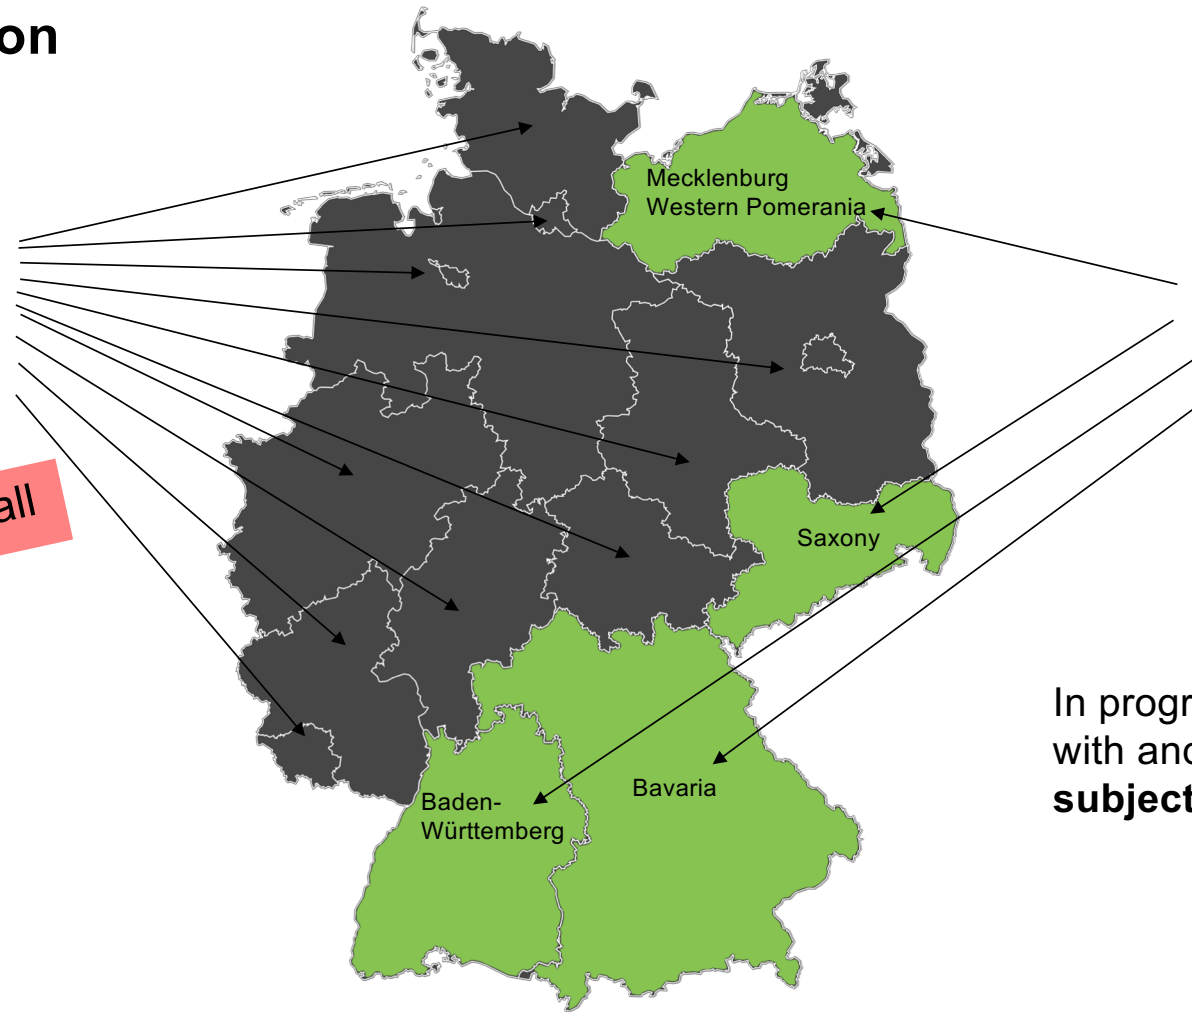 on
Mecklenburg
Western Pomerania
all
Saxony
In progr
with and
subject
Bavaria
Baden-
Württemberg